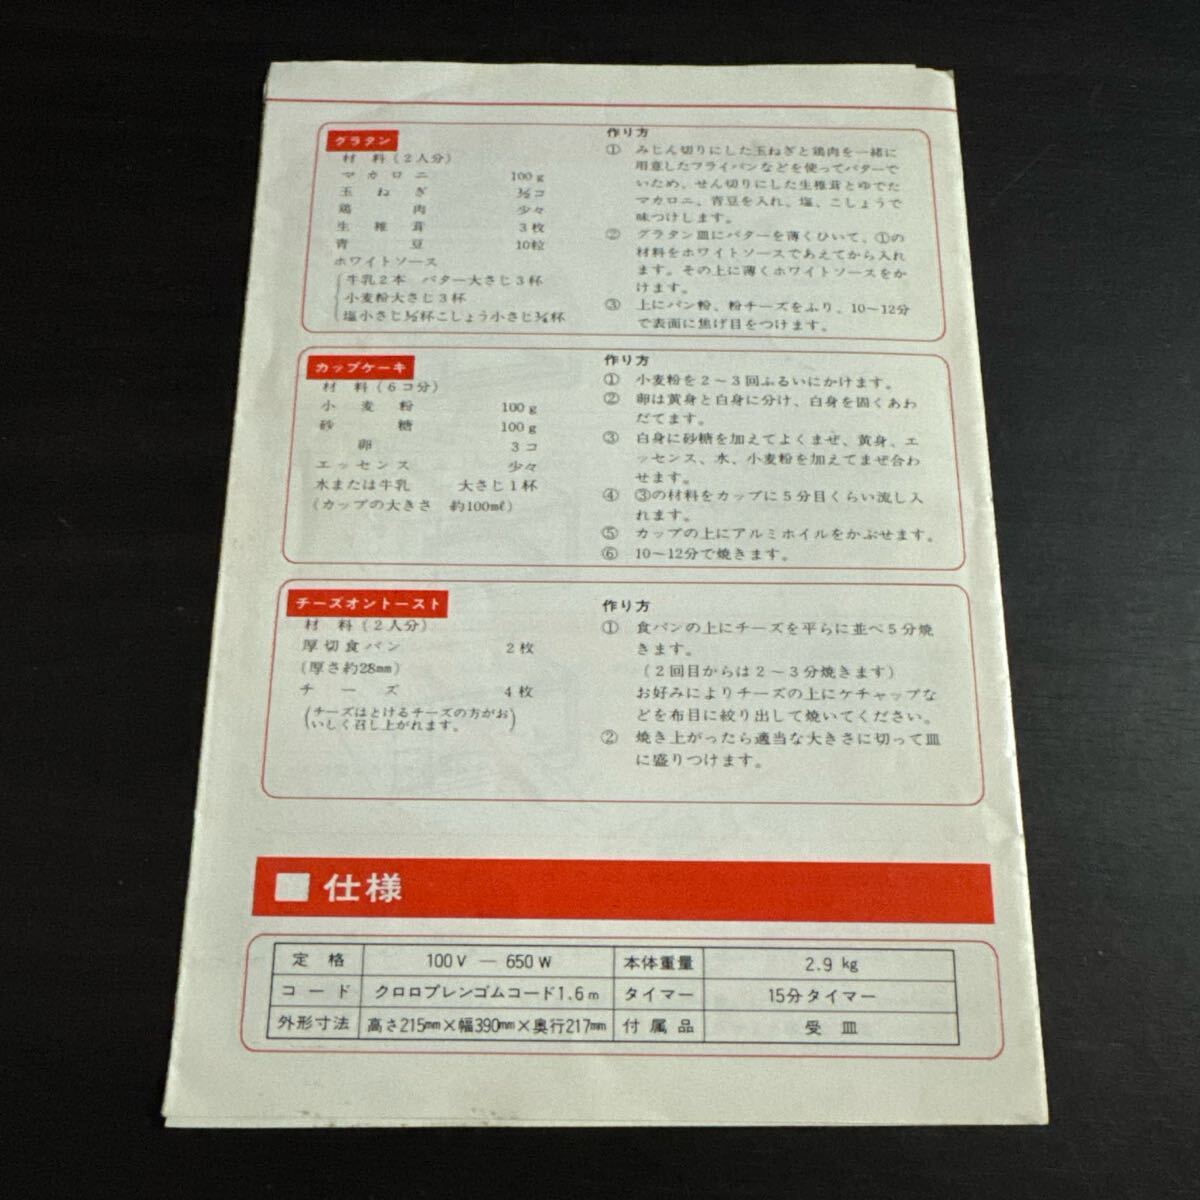 グラタン
材料(2人分)
マカロニ 100g
玉ねぎ ½コ
鶏肉 少々
生椎茸 3枚
青豆 10粒
ホワイトソース
牛乳2本 バター大さじ3杯
小麦粉大さじ3杯
塩小さじ½杯こしょう小さじ杯
作り方
① みじん切りにした玉ねぎと鶏肉を一緒に
用意したフライパンなどを使ってバターで
いため、せん切りにした生椎茸とゆでた
マカロニ、青豆を入れ、塩、こしょうで
味つけします。
② グラタン皿にバターを薄くひいて、①の
材料をホワイトソースであえてから入れ
ます。その上に薄くホワイトソースをか
けます。
③ 上にパン粉、粉チーズをふり、10〜12分
で表面に焦げ目をつけます。
カップケーキ
材料(6コ分)
小麦粉 100g
砂糖 100g
卵 3コ
エッセンス 少々
水または牛乳 大さじ1杯
(カップの大きさ 約100mℓ)
作り方
① 小麦粉を2〜3回ふるいにかけます。
② 卵は黄身と白身に分け、白身を固くあわ
だてます。
③ 白身に砂糖を加えてよくまぜ、黄身、エ
ッセンス、水、小麦粉を加えてまぜ合わ
せます。
④ ③の材料をカップに5分目くらい流し入
れます。
⑤ カップの上にアルミホイルをかぶせます。
⑥ 10〜12分で焼きます。
チーズオントースト
材料(2人分)
厚切食パン 2枚
(厚さ約28mm)
チーズ 4枚
(チーズはとけるチーズの方がお
いしく召し上がれます。)
作り方
① 食パンの上にチーズを平らに並べ5分焼
きます。
(2回目からは2〜3分焼きます)
お好みによりチーズの上にケチャップな
どを布目に絞り出して焼いてください。
② 焼き上がったら適当な大きさに切って皿
に盛りつけます。
■ 仕様
定格 100V — 650W 本体重量 2.9kg
コード クロロプレンゴムコード1.6m タイマー 15分タイマー
外形寸法 高さ215mm×幅390mm×奥行217mm 付属品 受皿